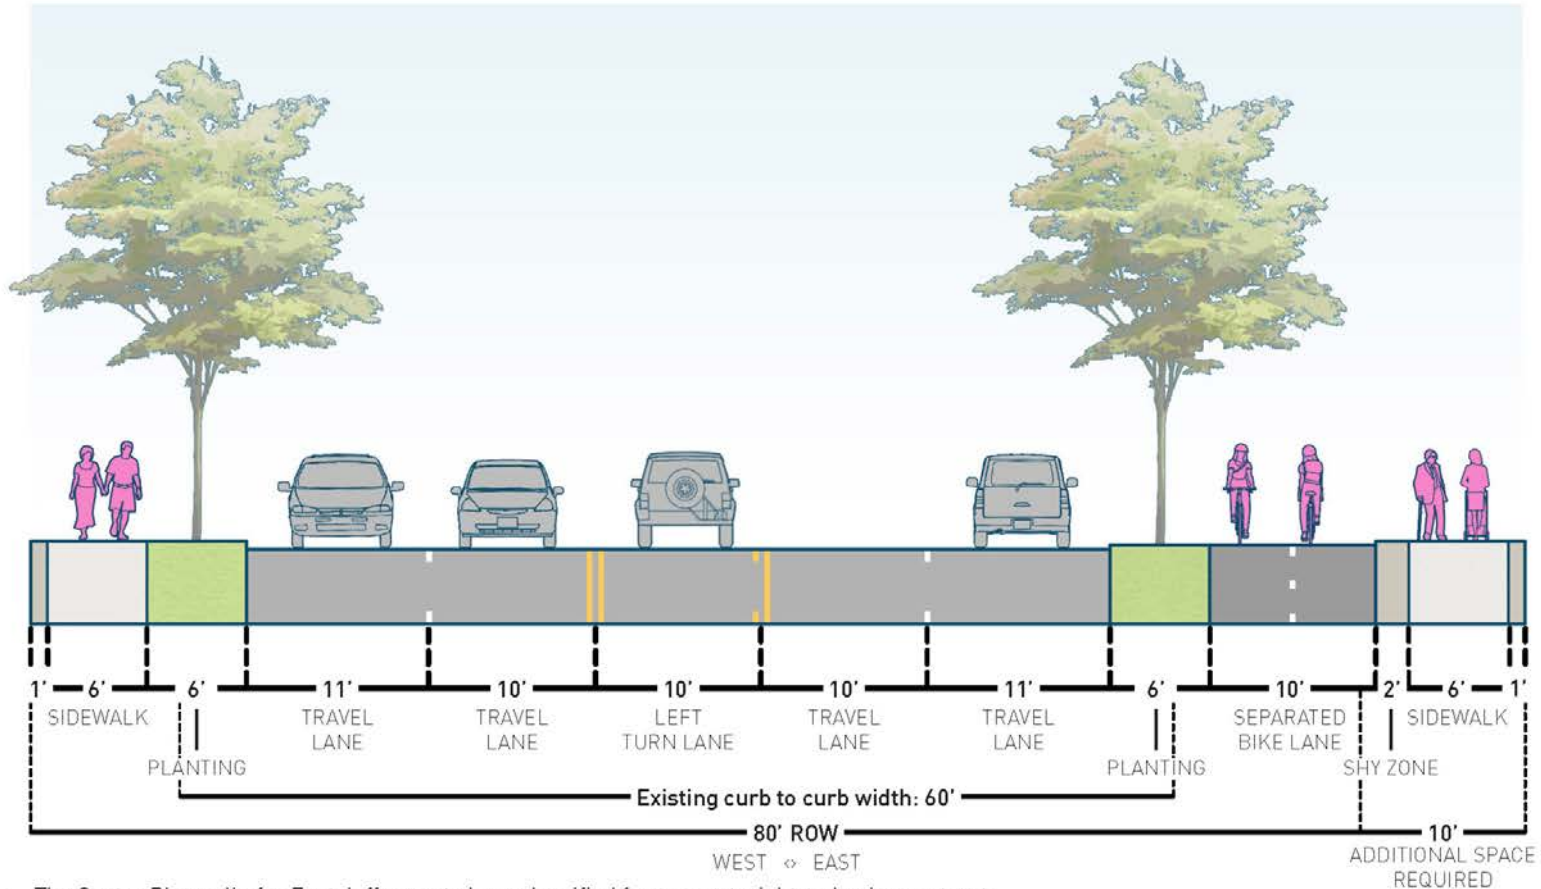 1' 6' 6' 11' 10' 10' 10' 11' 6' 10' 2' 6' 1'
SIDEWALK
PLANTING
TRAVEL
LANE
TRAVEL
LANE
LEFT
TURN LANE
TRAVEL
LANE
TRAVEL
LANE
PLANTING
SEPARATED
BIKE LANE
SHY ZONE
SIDEWALK
Existing curb to curb width: 60'
80' ROW
WEST <> EAST
10'
ADDITIONAL SPACE
REQUIRED